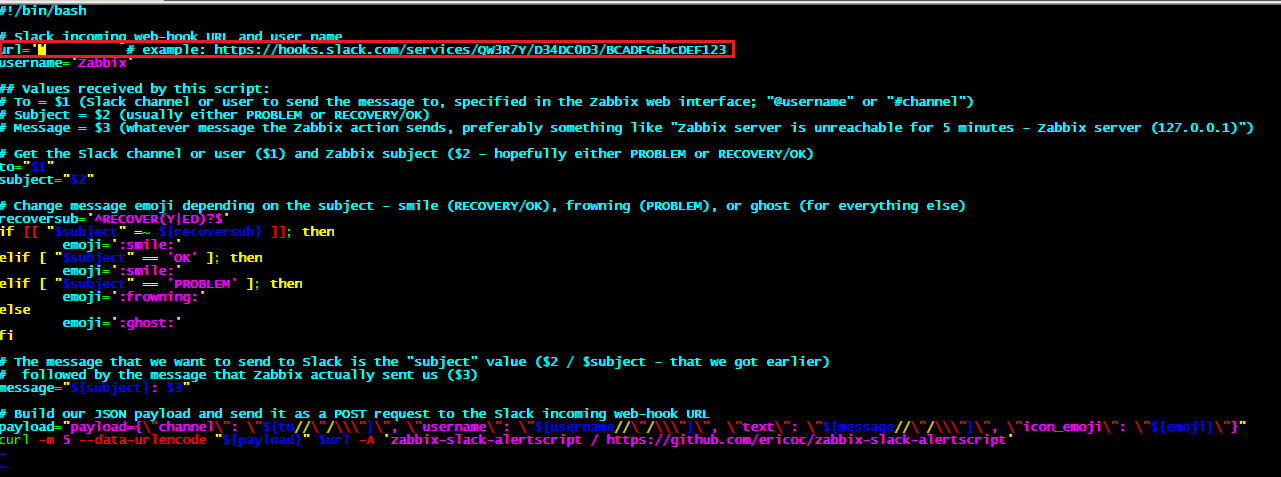 #!/bin/bash
# Slack incoming web-hook URL and user name
url=''          # example: https://hooks.slack.com/services/QW3R7Y/D34DC0D3/BCADFGabcDEF123
username='Zabbix'
## Values received by this script:
# To = $1 (Slack channel or user to send the message to, specified in the Zabbix web interface; "@username" or "#channel")
# Subject = $2 (usually either PROBLEM or RECOVERY/OK)
# Message = $3 (whatever message the Zabbix action sends, preferably something like "Zabbix server is unreachable for 5 minutes - Zabbix server (127.0.0.1)")
# Get the Slack channel or user ($1) and Zabbix subject ($2 - hopefully either PROBLEM or RECOVERY/OK)
to="$1"
subject="$2"
# Change message emoji depending on the subject - smile (RECOVERY/OK), frowning (PROBLEM), or ghost (for everything else)
recoversub='^RECOVER(Y|ED)?$'
if [[ "$subject" =~ ${recoversub} ]]; then
        emoji=':smile:'
elif [ "$subject" == 'OK' ]; then
        emoji=':smile:'
elif [ "$subject" == 'PROBLEM' ]; then
        emoji=':frowning:'
else
        emoji=':ghost:'
fi
# The message that we want to send to Slack is the "subject" value ($2 / $subject - that we got earlier)
#  followed by the message that Zabbix actually sent us ($3)
message="${subject}: $3"
# Build our JSON payload and send it as a POST request to the Slack incoming web-hook URL
payload="payload={\"channel\": \"${to//\"/\\\"}\", \"username\": \"${username//\"/\\\"}\", \"text\": \"${message//\"/\\\"}\", \"icon_emoji\": \"${emoji}\"}"
curl -m 5 --data-urlencode "${payload}" $url -A 'zabbix-slack-alertscript / https://github.com/ericoc/zabbix-slack-alertscript'
~
~